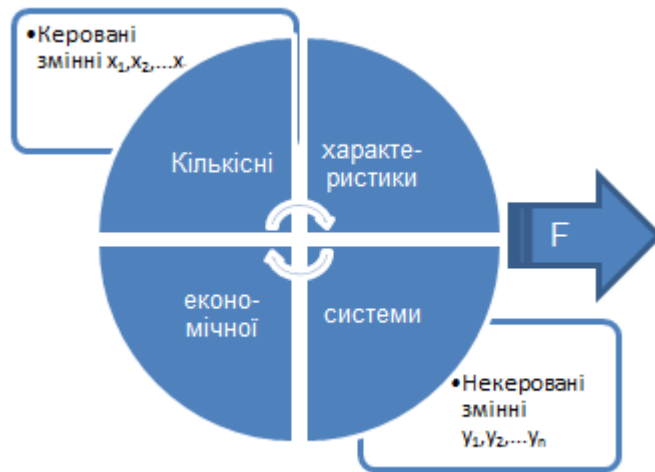 •Керовані
змінні x₁,x₂,...x
Кількісні
характе-
ристики
F
еконо-
мічної
системи
•Некеровані
змінні
y₁,y₂,...yₙ